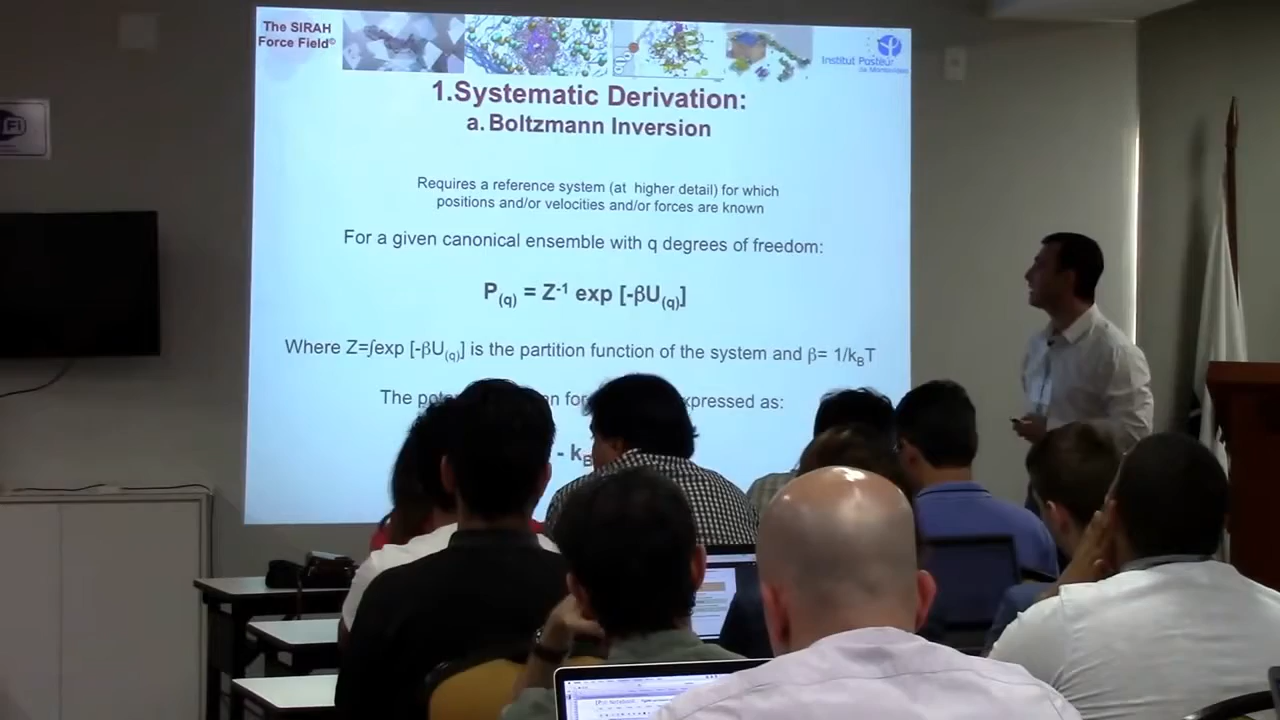 The SIRAH
Force Field©
Institut Pasteur
de Montevideo
Fi
1.Systematic Derivation:
a. Boltzmann Inversion
Requires a reference system (at higher detail) for which
positions and/or velocities and/or forces are known
For a given canonical ensemble with q degrees of freedom:
P(q) = Z-1 exp [-βU(q)]
Where Z=∫exp [-βU(q)] is the partition function of the system and β= 1/kBT
The
as:
- kB